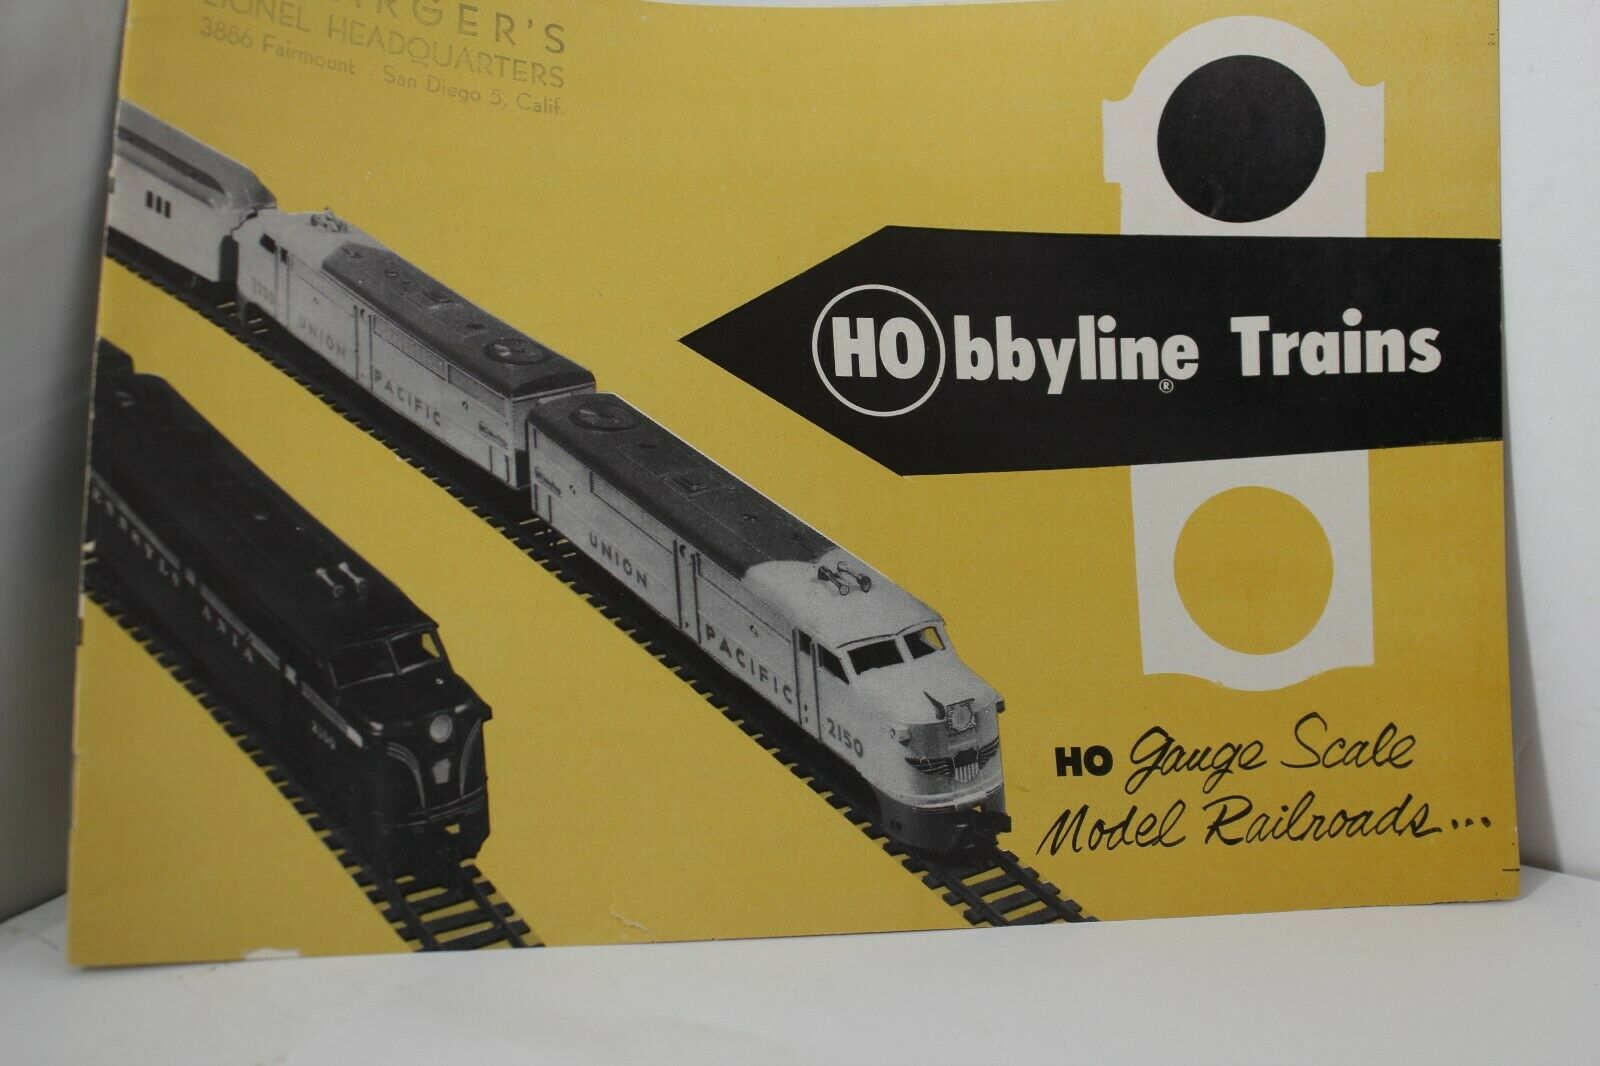 LIONEL HEADQUARTERS
3886 Fairmount San Diego 5, Calif.
HObbyline Trains
®
2150
UNION PACIFIC
UNION PACIFIC 2150
HO Gauge Scale
Model Railroads...